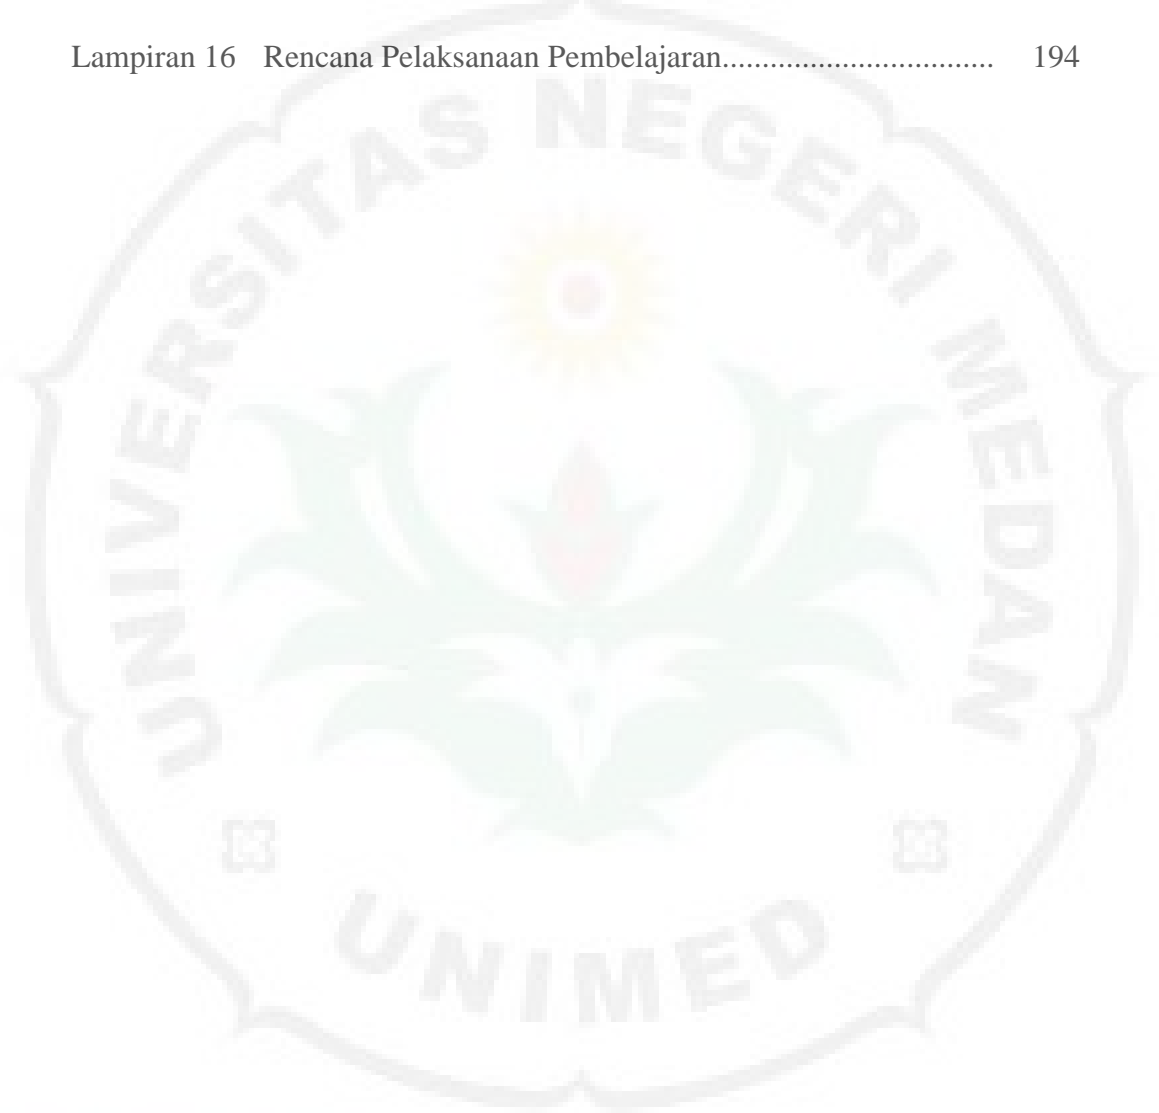 Lampiran 16 Rencana Pelaksanaan Pembelajaran.................................. 194
UNIVERSITAS NEGERI MEDAN
UNIMED